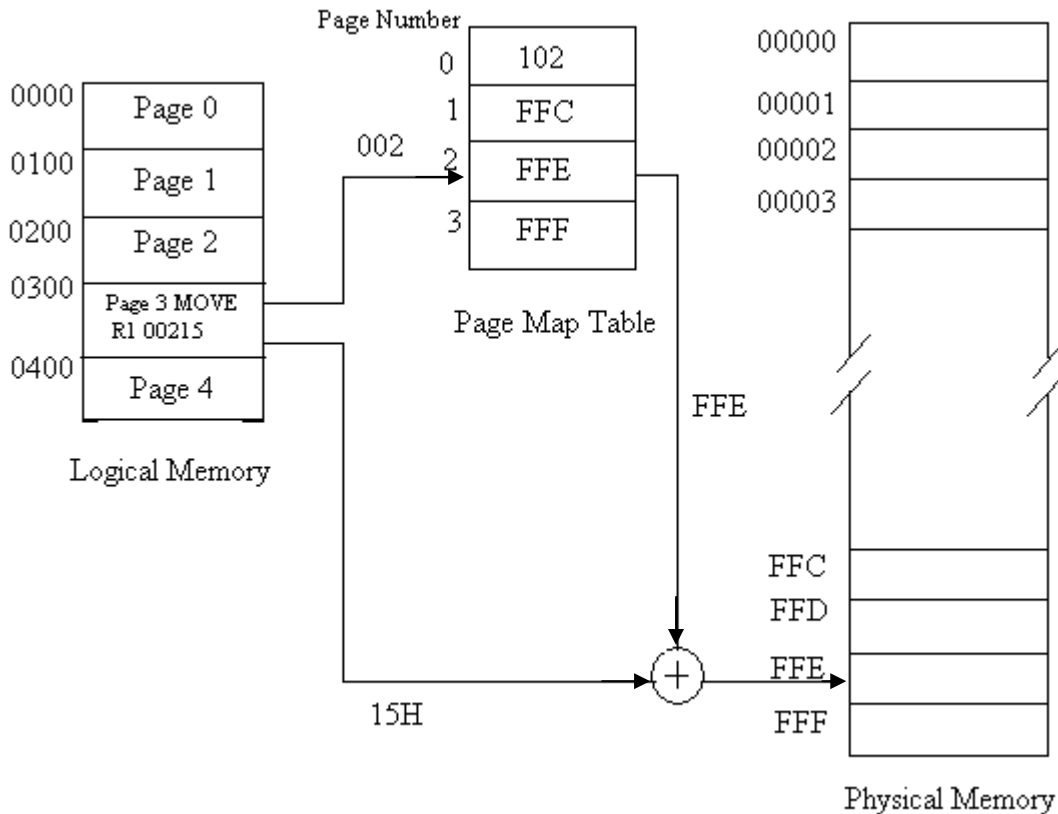 Page Number
0
102
1
FFC
2
FFE
3
FFF
Page Map Table
0000
Page 0
0100
Page 1
0200
Page 2
0300
Page 3 MOVE
R1 00215
0400
Page 4
Logical Memory
002
FFE
15H
+
00000
00001
00002
00003
FFC
FFD
FFE
FFF
Physical Memory